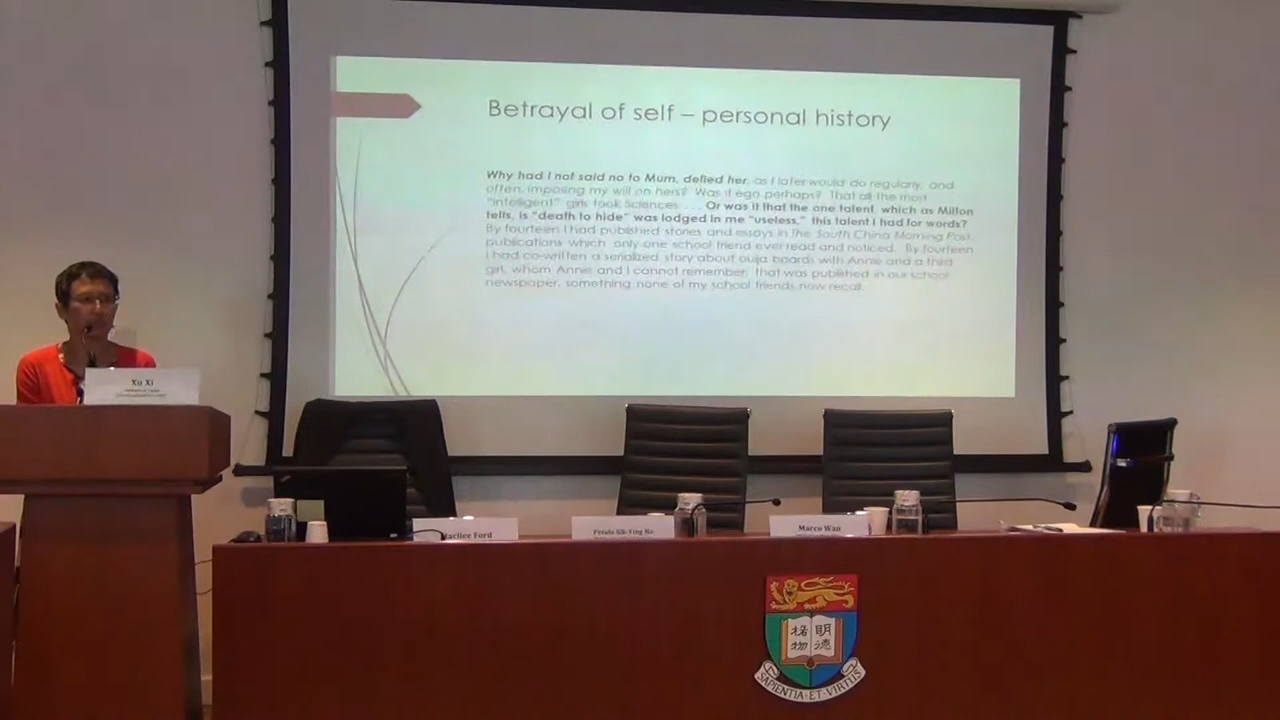 Betrayal of self – personal history
Why had I not said no to Mum, defied her, as I later would do regularly, and
often, imposing my will on hers? Was it ego perhaps? That all the most
"intelligent" girls took Sciences . . . Or was it that the one talent, which as Milton
tells, is "death to hide" was lodged in me "useless," this talent I had for words?
By fourteen I had published stories and essays in the South China Morning Post,
publications which only one school friend ever read and noticed. By fourteen
I had co-written a serialized story about ouija boards with Annie and a third
girl, whom Annie and I cannot remember. That was published in our school
newspaper, something none of my school friends now recall.
Xu Xi
Ford
Marco Wan
明德
格物
SAPIENTIA·ET·VIRTUS